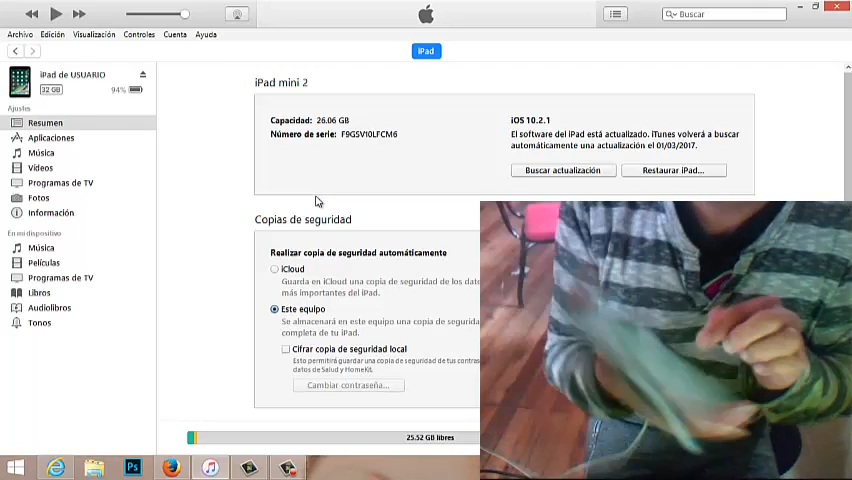 Buscar
Archivo Edición Visualización Controles Cuenta Ayuda
iPad
iPad de USUARIO
32 GB 94%
Ajustes
Resumen
Aplicaciones
Música
Vídeos
Programas de TV
Fotos
Información
En mi dispositivo
Música
Películas
Programas de TV
Libros
Audiolibros
Tonos
iPad mini 2
Capacidad: 26.06 GB
Número de serie: F9GSV10LFCM6
iOS 10.2.1
El software del iPad está actualizado. iTunes volverá a buscar
automáticamente una actualización el 01/03/2017.
Buscar actualización Restaurar iPad...
Copias de seguridad
Realizar copia de seguridad automáticamente
iCloud
Guarda en iCloud una copia de seguridad de los date
más importantes del iPad.
Este equipo
Se almacenará en este equipo una copia de segurida
completa de tu iPad.
Cifrar copia de seguridad local
Esto permitirá guardar una copia de seguridad de tus contras
datos de Salud y HomeKit.
Cambiar contraseña...
25.52 GB libres
Ps